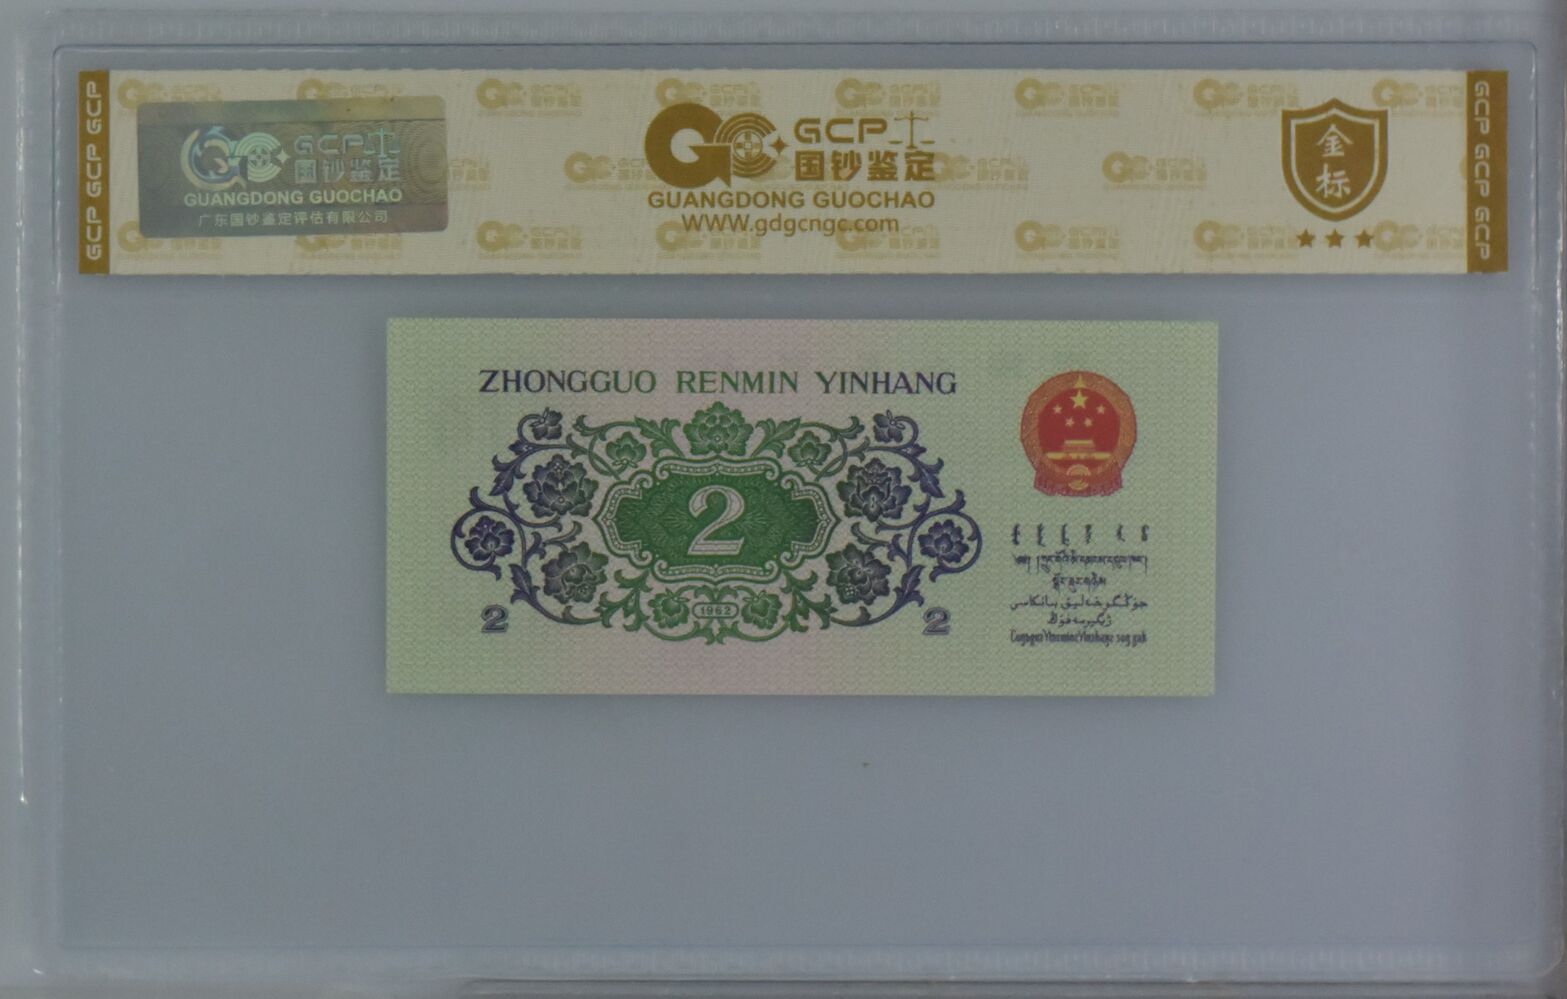 GCP GCP GCP
GCP
国钞鉴定
GUANGDONG GUOCHAO
广东国钞鉴定评估有限公司
GCP
国钞鉴定
GUANGDONG GUOCHAO
WWW.gdgcngc.com
金标
GCP GCP GCP
ZHONGGUO RENMIN YINHANG
2
1962
2
2